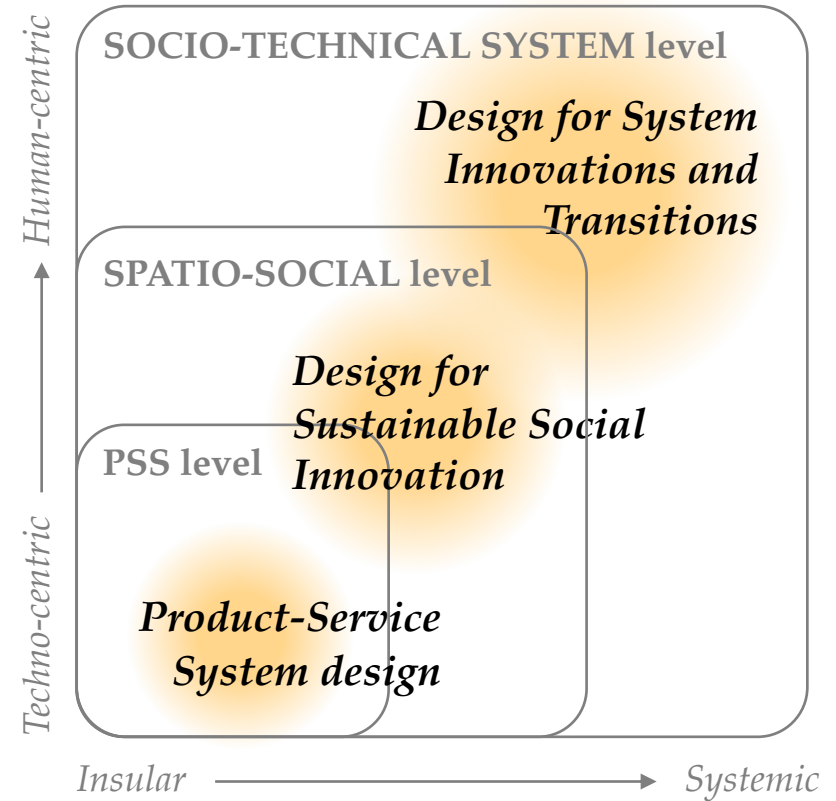 SOCIO-TECHNICAL SYSTEM level
Design for System
Innovations and
Transitions
SPATIO-SOCIAL level
Design for
Sustainable Social
Innovation
PSS level
Product-Service
System design
Human-centric
Techno-centric
Insular
Systemic